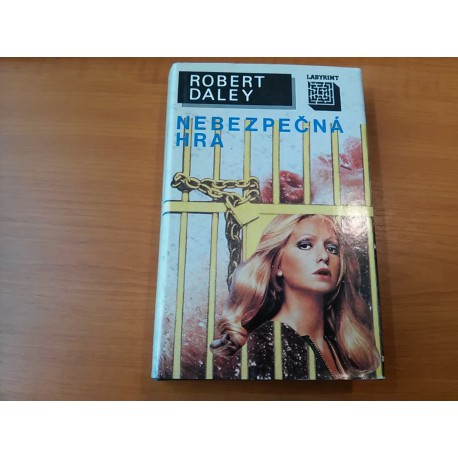 ROBERT
DALEY
LABYRINT
NEBEZPEČNÁ
HRA